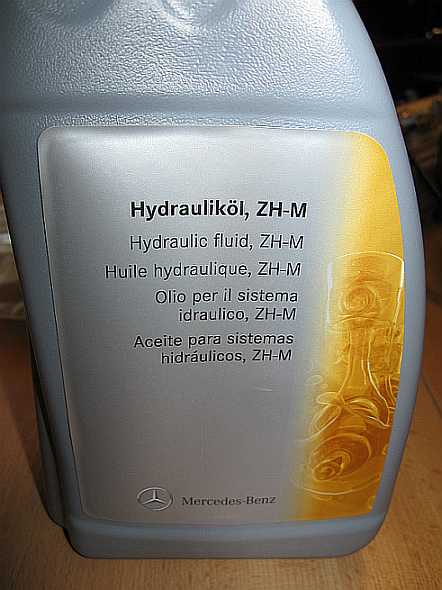 Hydrauliköl, ZH-M
Hydraulic fluid, ZH-M
Huile hydraulique, ZH-M
Olio per il sistema
idraulico, ZH-M
Aceite para sistemas
hidráulicos, ZH-M
Mercedes-Benz